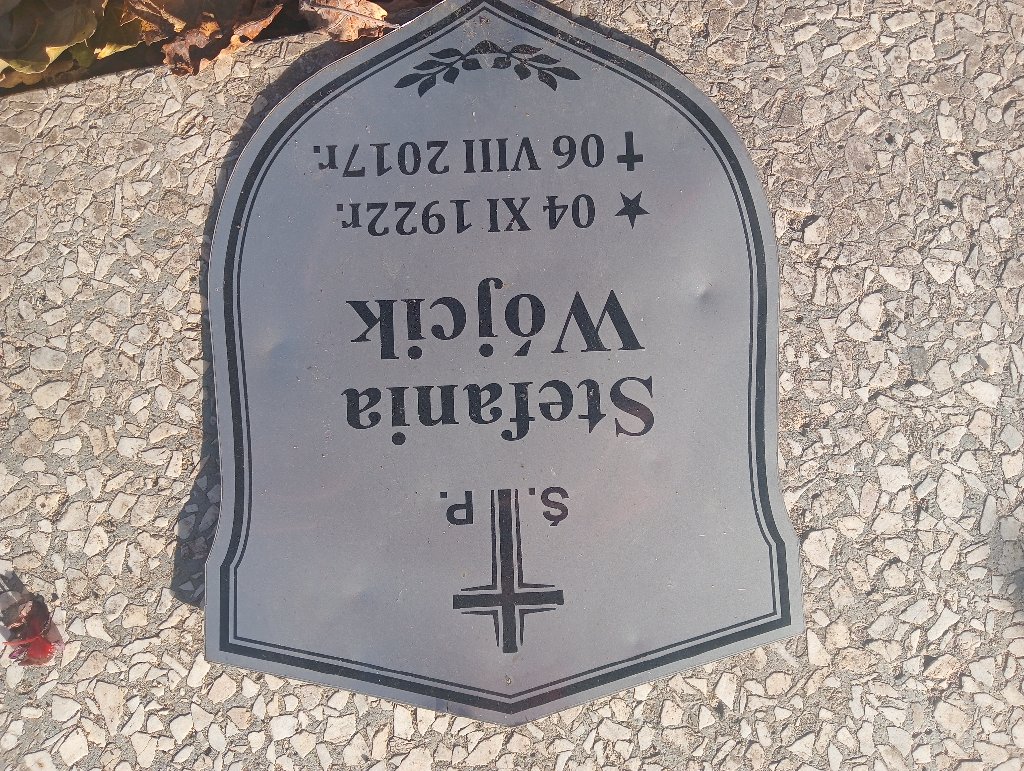 Ś. P.
Stefania
Wójcik
★ 04 XI 1922r.
✝ 06 VIII 2017r.